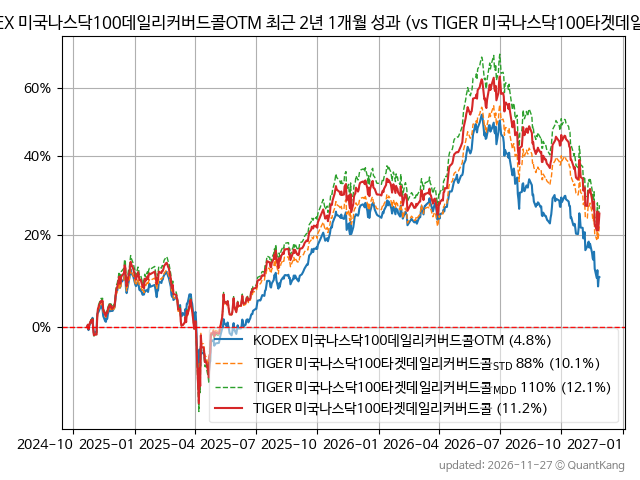 EX 미국나스닥100데일리커버드콜OTM 최근 2년 1개월 성과 (vs TIGER 미국나스닥100타겟데일
60%
40%
20%
0%
KODEX 미국나스닥100데일리커버드콜OTM (4.8%)
TIGER 미국나스닥100타겟데일리커버드콜STD 88% (10.1%)
TIGER 미국나스닥100타겟데일리커버드콜MDD 110% (12.1%)
TIGER 미국나스닥100타겟데일리커버드콜 (11.2%)
2024-10 2025-01 2025-04 2025-07 2025-10 2026-01 2026-04 2026-07 2026-10 2027-01
updated: 2026-11-27 © QuantKang